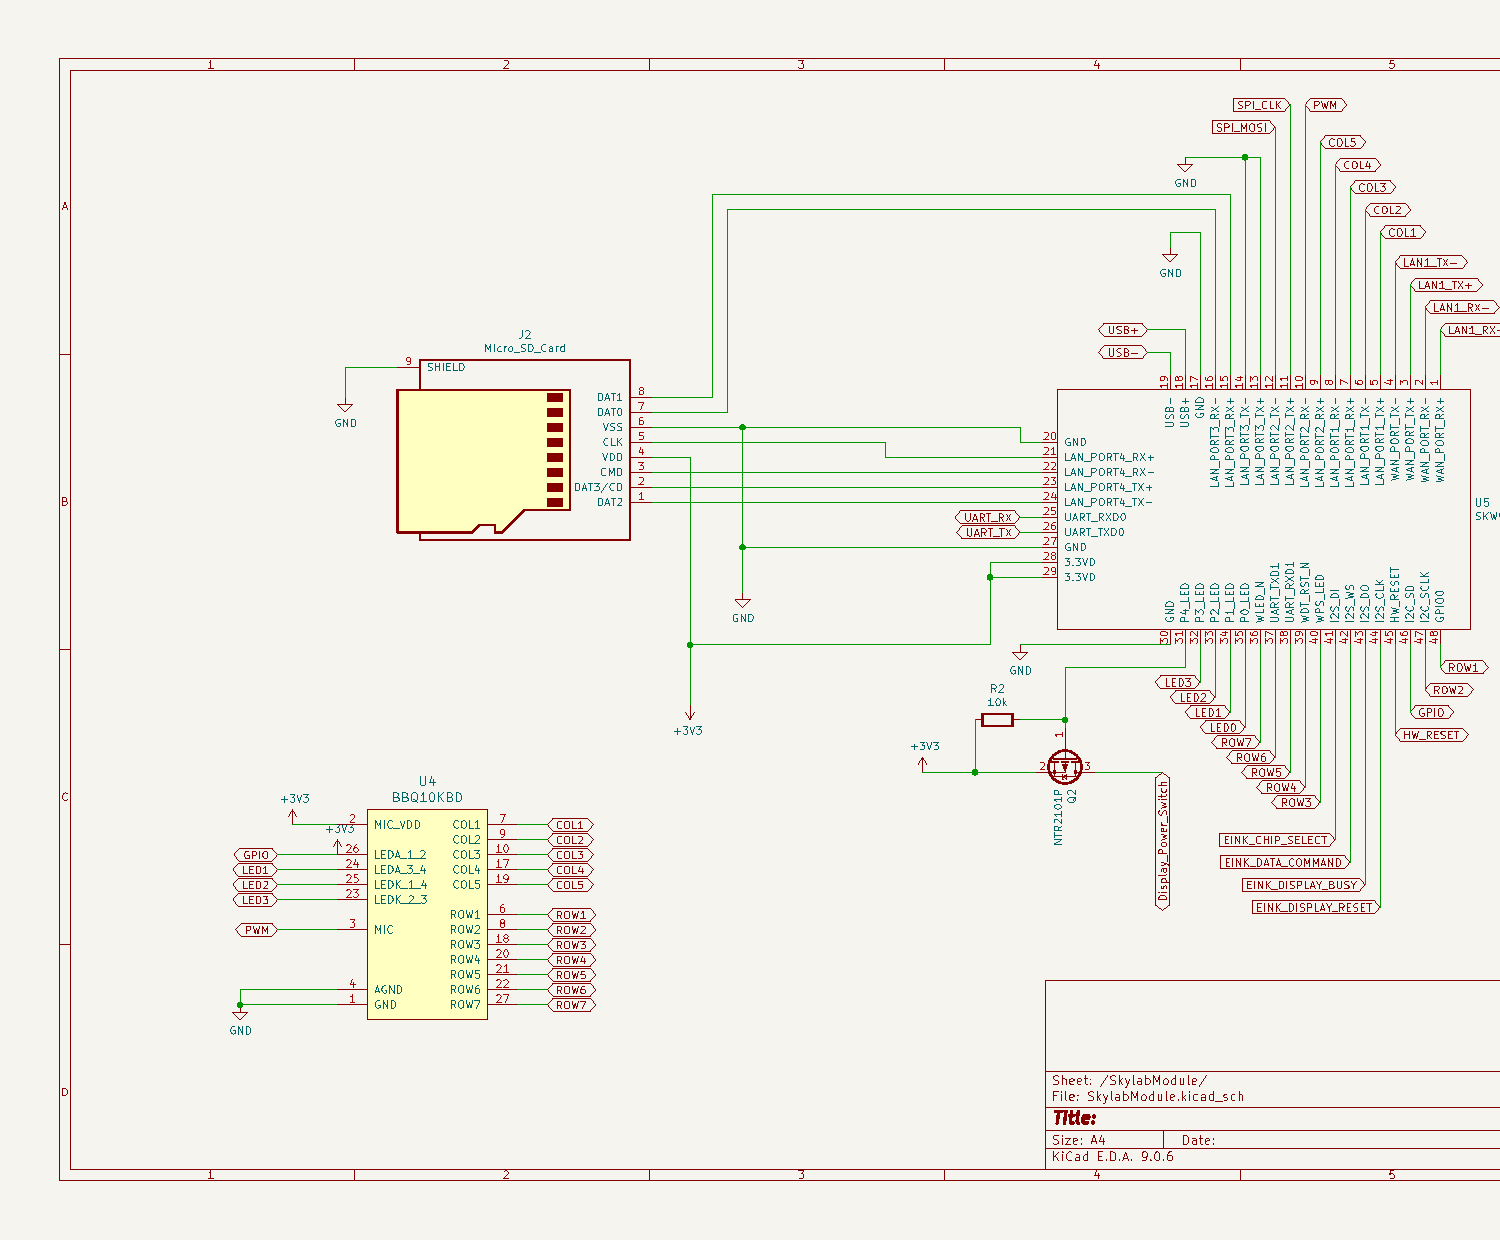 1 2 3 4 5
A
B
C
D
SPI_CLK
PWM
SPI_MOSI
COL5
COL4
GND
COL3
COL2
COL1
GND
LAN1_Tx-
LAN1_TX+
LAN1_Rx-
LAN1_RX-
USB+
USB-
J2
Micro_SD_Card
9
SHIELD
GND
DAT1 8
DAT0 7
VSS 6
CLK 5
VDD 4
CMD 3
DAT3/CD 2
DAT2 1
19 18 17 16 15 14 13 12 11 10 9 8 7 6 5 4 3 2 1
USB-
USB+
GND
LAN_PORT3_RX-
LAN_PORT3_RX+
LAN_PORT3_TX-
LAN_PORT3_TX+
LAN_PORT2_TX-
LAN_PORT2_TX+
LAN_PORT2_RX-
LAN_PORT2_RX+
LAN_PORT1_RX-
LAN_PORT1_RX+
LAN_PORT1_TX-
LAN_PORT1_TX+
WAN_PORT_TX-
WAN_PORT_TX+
WAN_PORT_RX-
WAN_PORT_RX+
20 GND
21 LAN_PORT4_RX+
22 LAN_PORT4_RX-
23 LAN_PORT4_TX+
24 LAN_PORT4_TX-
UART_RX 25 UART_RXD0
UART_TX 26 UART_TXD0
27 GND
28 3.3VD
29 3.3VD
U5
GND
P4_LED
P3_LED
P2_LED
P1_LED
P0_LED
WLED_N
UART_TXD1
UART_RXD1
WDT_RST_N
WPS_LED
I2S_DI
I2S_WS
I2S_DO
I2S_CLK
HW_RESET
I2C_SD
I2C_SCLK
GPIO0
30 31 32 33 34 35 36 37 38 39 40 41 42 43 44 45 46 47 48
GND
GND
+3V3
LED3
LED2
LED1
LED0
ROW7
ROW6
ROW5
ROW4
ROW3
EINK_CHIP_SELECT
EINK_DATA_COMMAND
EINK_DISPLAY_BUSY
EINK_DISPLAY_RESET
ROW1
ROW2
GPIO
HW_RESET
R2
10k
+3V3
1
2
3
NTR2101P
Q2
Display_Power_Switch
U4
BBQ10KBD
+3V3
+3V3
2 MIC_VDD
GPIO 26 LEDA_1_2
LED1 24 LEDA_3_4
LED2 25 LEDK_1_4
LED3 23 LEDK_2_3
PWM 3 MIC
4 AGND
1 GND
GND
COL1 7 COL1
COL2 9 COL2
COL3 10 COL3
COL4 17 COL4
COL5 19 COL5
ROW1 6 ROW1
ROW2 8 ROW2
ROW3 18 ROW3
ROW4 20 ROW4
ROW5 21 ROW5
ROW6 22 ROW6
ROW7 27 ROW7
Sheet: /SkylabModule/
File: SkylabModule.kicad_sch
Title:
Size: A4 Date:
KiCad E.D.A. 9.0.6
1 2 3 4 5